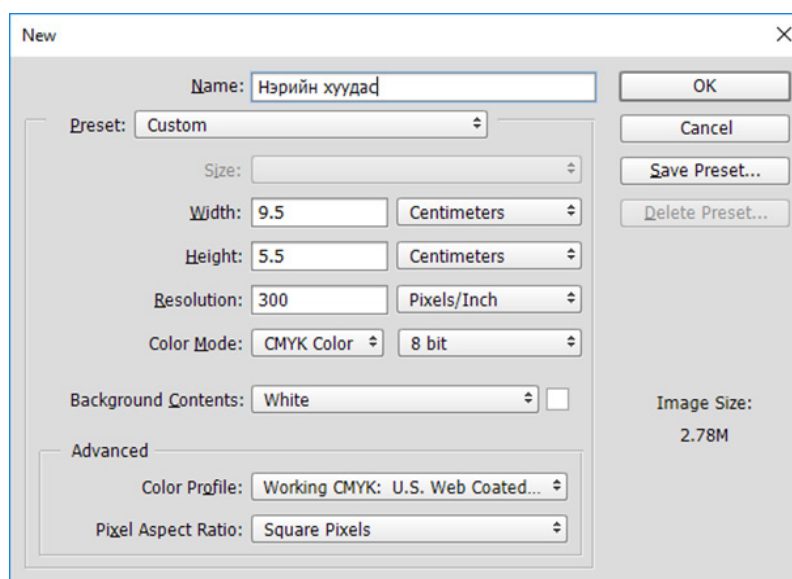 New
Name: Нэрийн хуудас
OK
Preset: Custom
Cancel
Size:
Save Preset...
Width: 9.5 Centimeters
Delete Preset...
Height: 5.5 Centimeters
Resolution: 300 Pixels/Inch
Color Mode: CMYK Color 8 bit
Background Contents: White
Image Size:
2.78M
Advanced
Color Profile: Working CMYK: U.S. Web Coated...
Pixel Aspect Ratio: Square Pixels